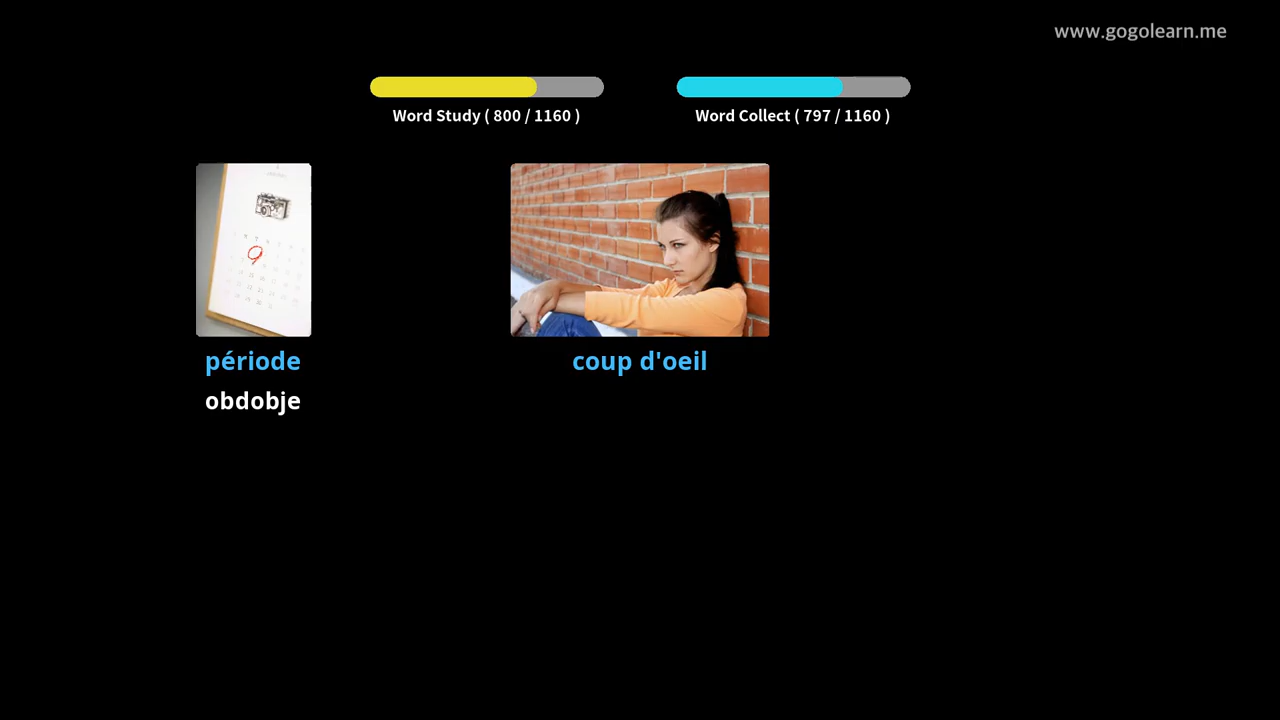 www.gogolearn.me
Word Study ( 800 / 1160 )
Word Collect ( 797 / 1160 )
période
coup d'oeil
obdobje